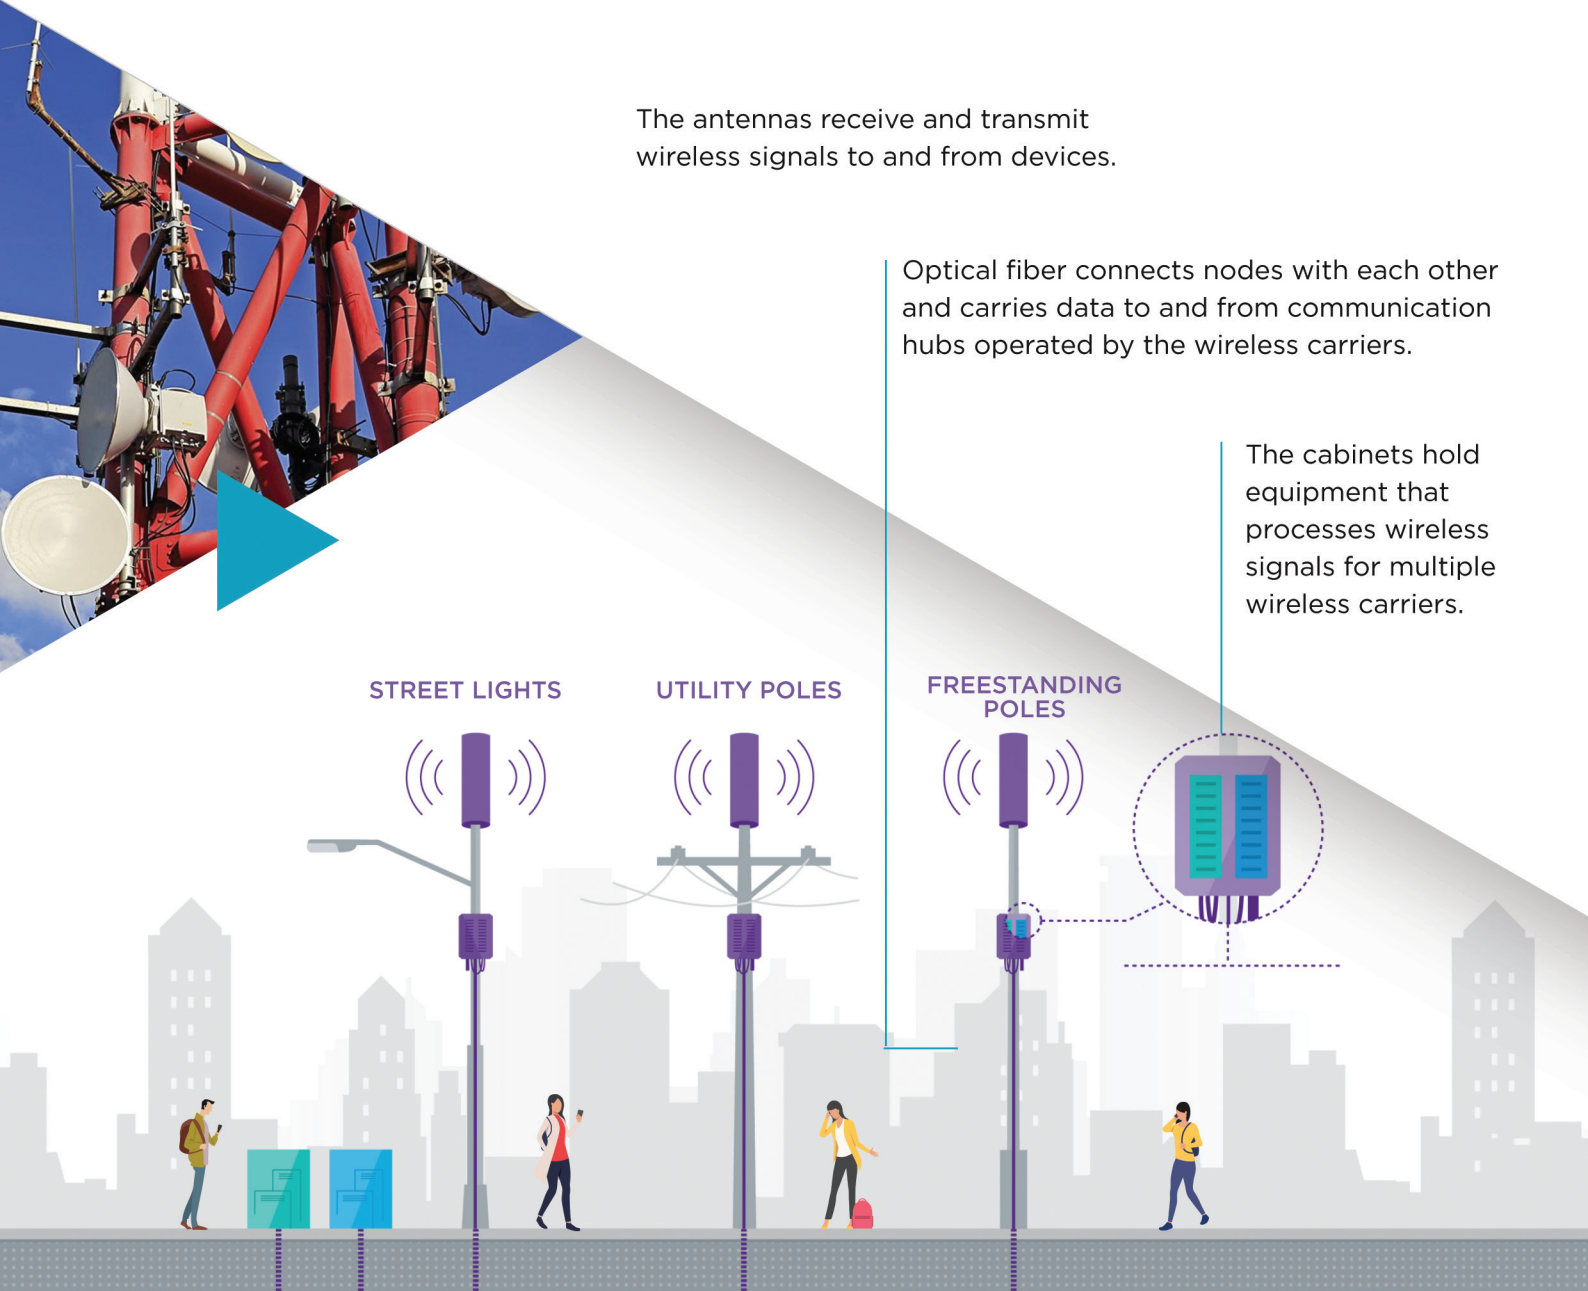 The antennas receive and transmit
wireless signals to and from devices.
Optical fiber connects nodes with each other
and carries data to and from communication
hubs operated by the wireless carriers.
The cabinets hold
equipment that
processes wireless
signals for multiple
wireless carriers.
STREET LIGHTS
UTILITY POLES
FREESTANDING
POLES